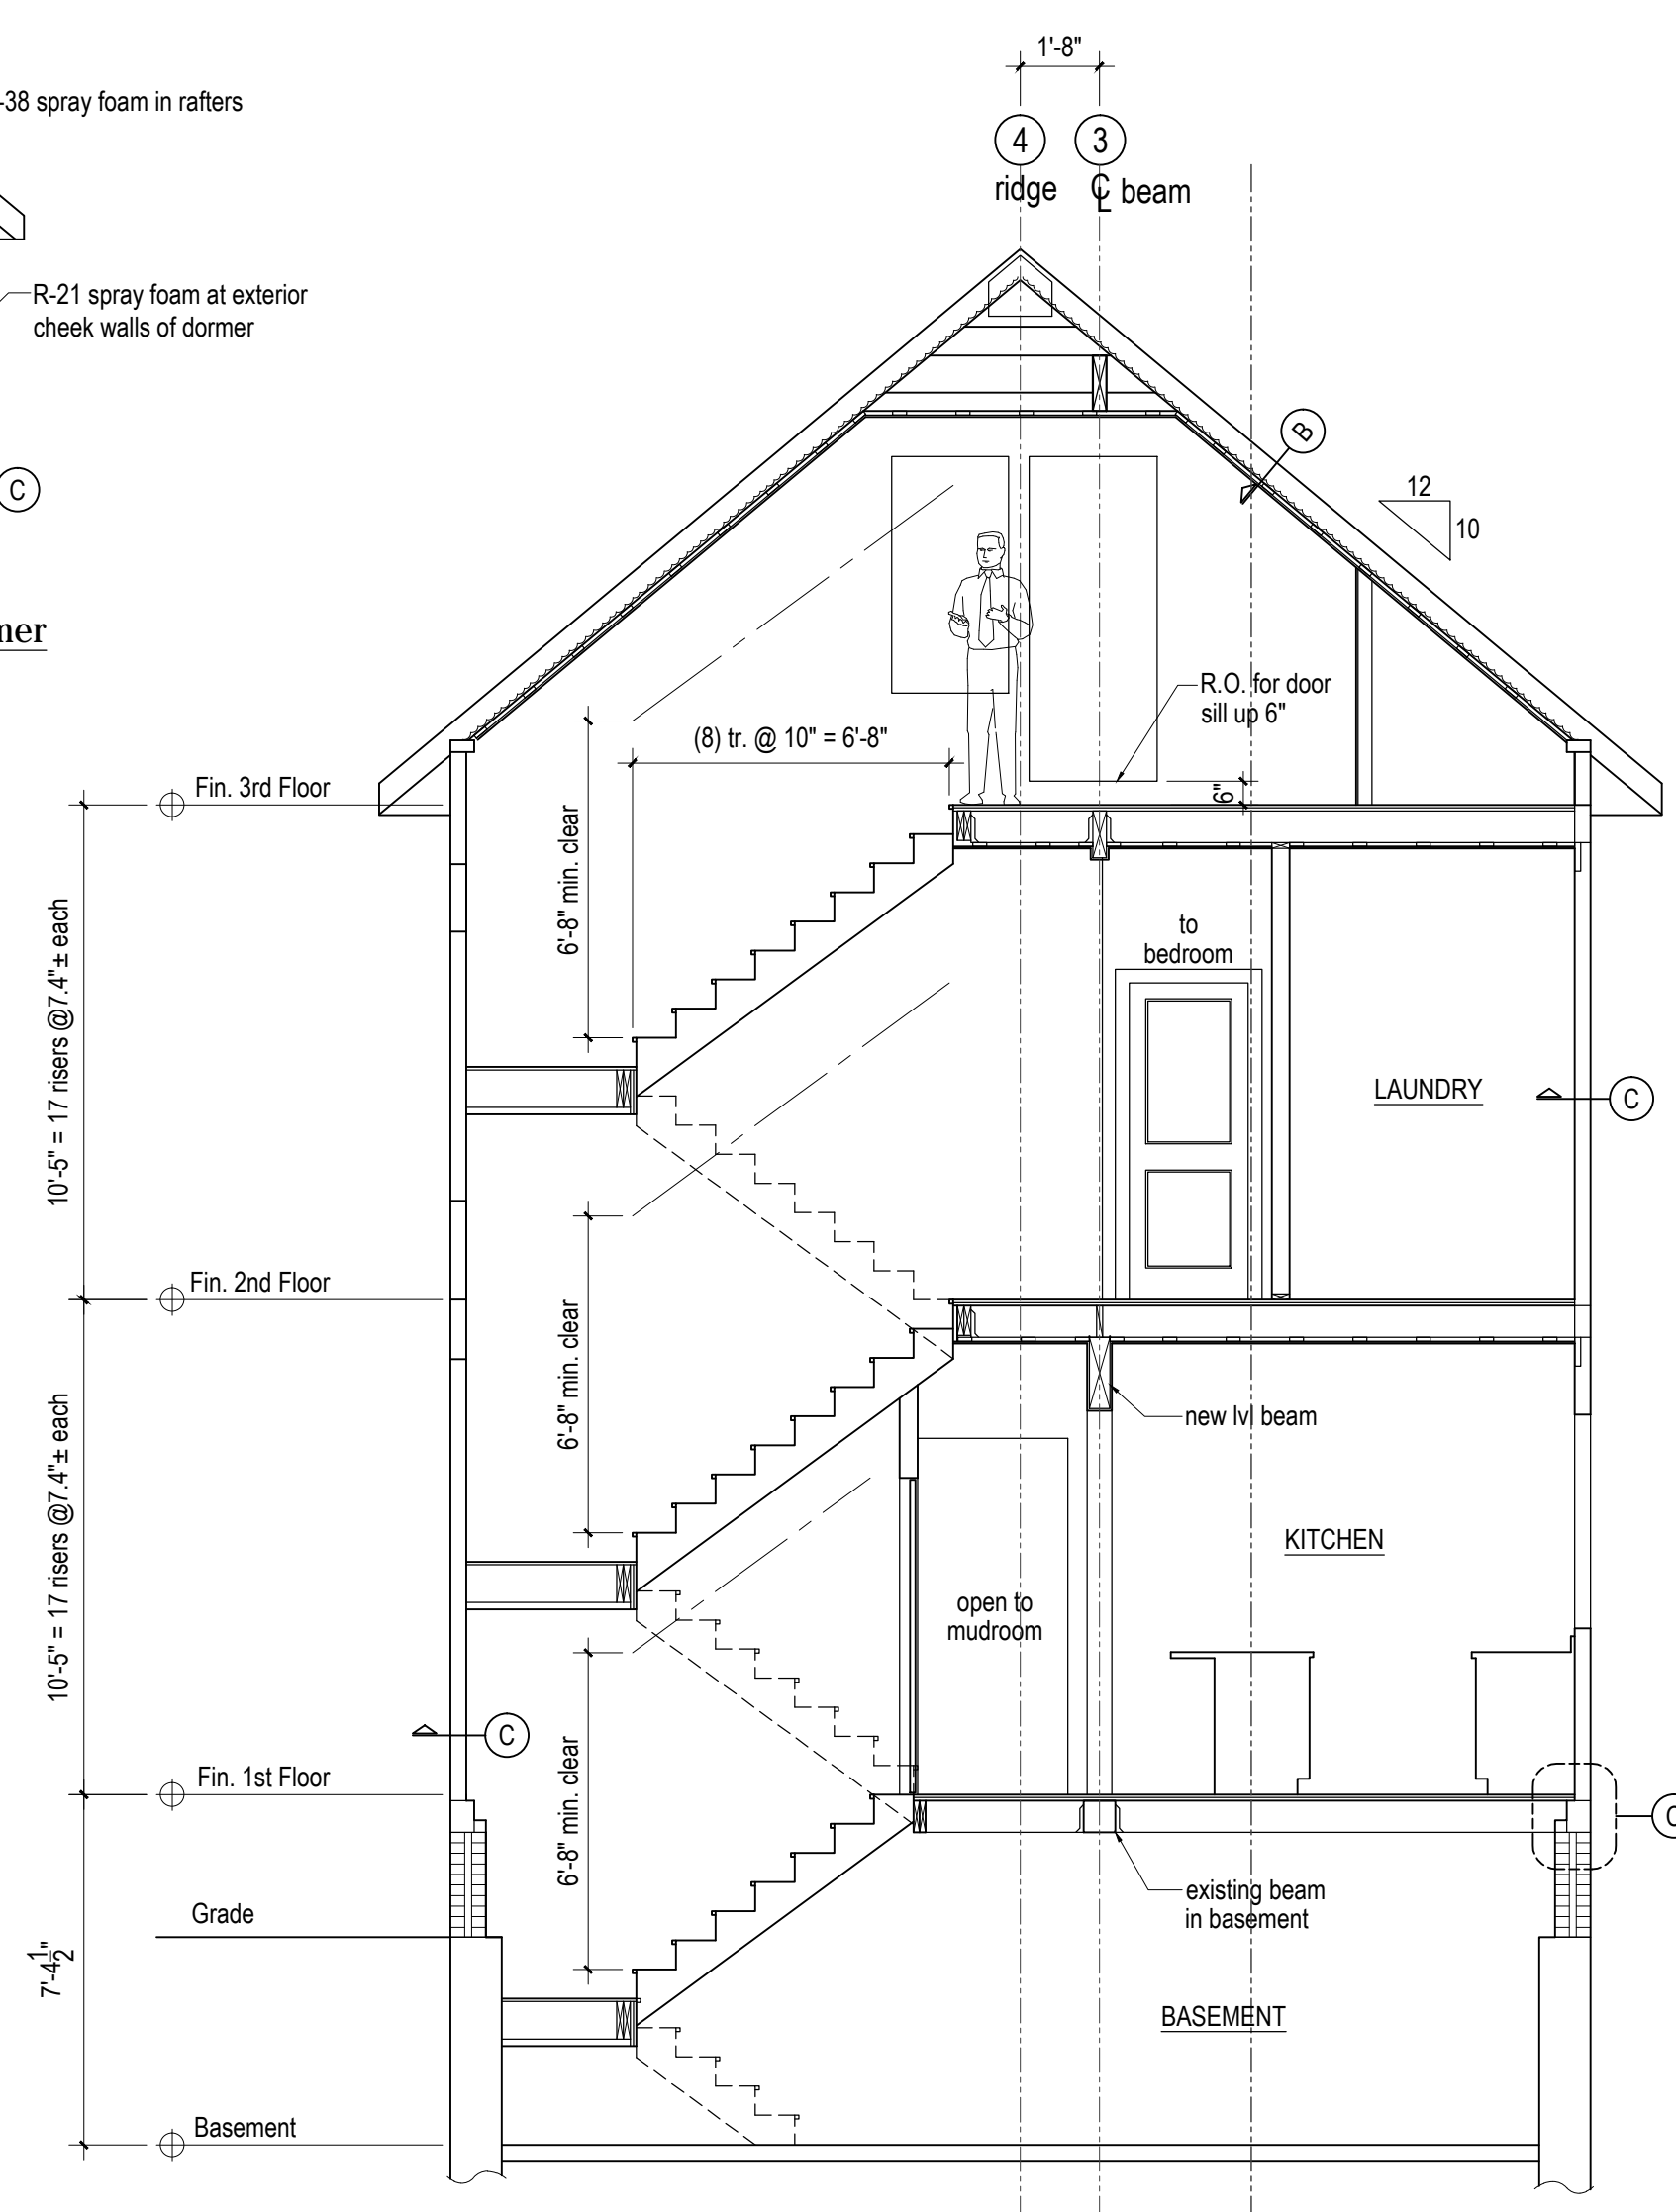 1'-8"
-38 spray foam in rafters
4
3
ridge
℄ beam
R-21 spray foam at exterior
cheek walls of dormer
B
C
12
10
mer
R.O. for door
sill up 6"
(8) tr. @ 10" = 6'-8"
6"
Fin. 3rd Floor
6'-8" min. clear
10'-5" = 17 risers @7.4"± each
to
bedroom
LAUNDRY
C
Fin. 2nd Floor
6'-8" min. clear
new lvl beam
10'-5" = 17 risers @7.4"± each
KITCHEN
open to
mudroom
C
Fin. 1st Floor
6'-8" min. clear
existing beam
in basement
Grade
7'-4 1/2"
BASEMENT
Basement